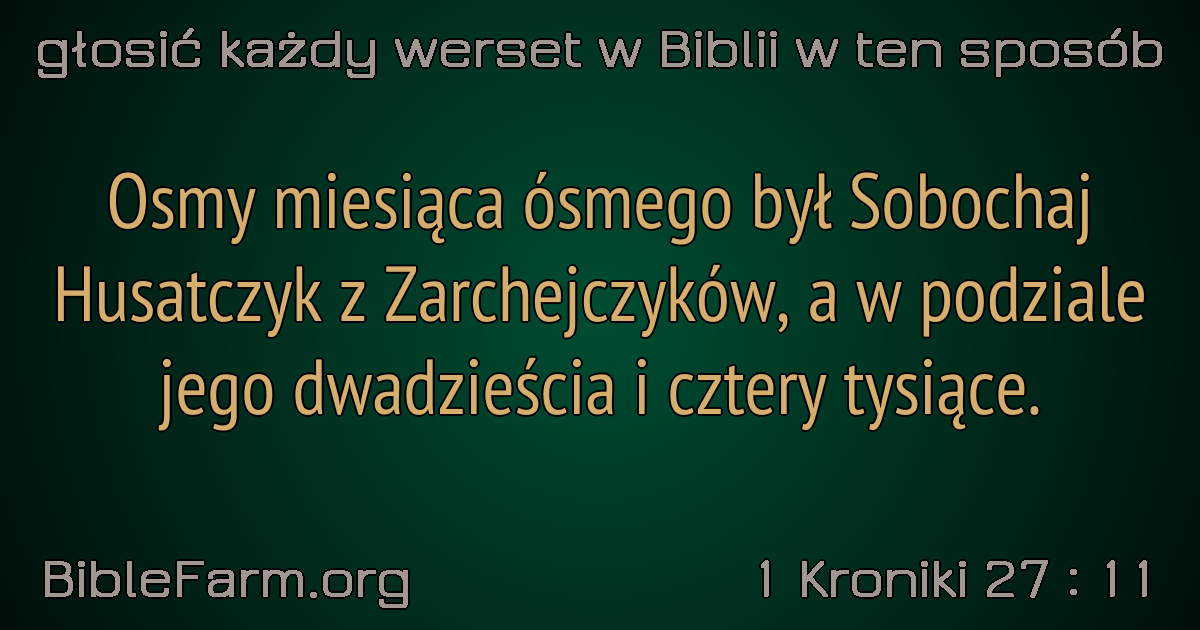 głosić każdy werset w Biblii w ten sposób
Osmy miesiąca ósmego był Sobochaj
Husatczyk z Zarchejczyków, a w podziale
jego dwadzieścia i cztery tysiące.
BibleFarm.org
1 Kroniki 27 : 11